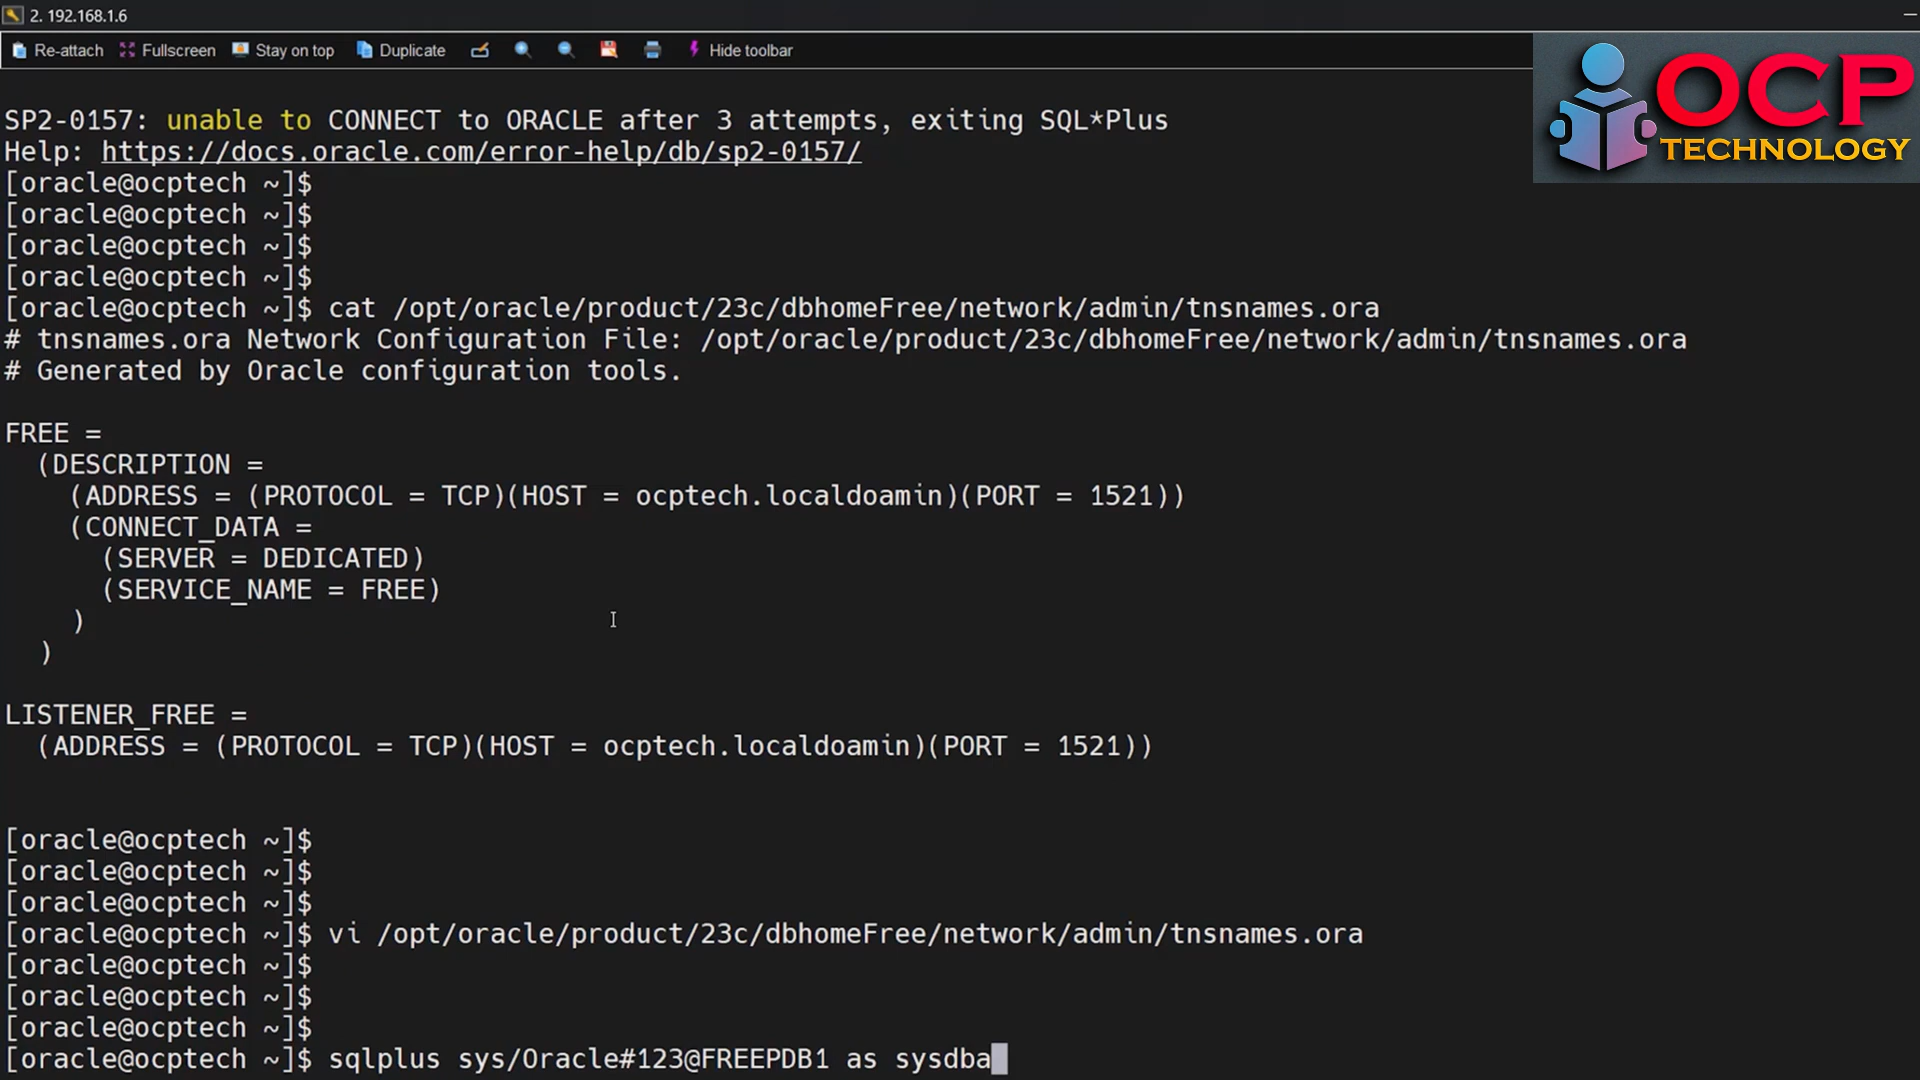 2. 192.168.1.6
Re-attach Fullscreen Stay on top Duplicate Hide toolbar
OCP
TECHNOLOGY
SP2-0157: unable to CONNECT to ORACLE after 3 attempts, exiting SQL*Plus
Help: https://docs.oracle.com/error-help/db/sp2-0157/
[oracle@ocptech ~]$
[oracle@ocptech ~]$
[oracle@ocptech ~]$
[oracle@ocptech ~]$
[oracle@ocptech ~]$ cat /opt/oracle/product/23c/dbhomeFree/network/admin/tnsnames.ora
# tnsnames.ora Network Configuration File: /opt/oracle/product/23c/dbhomeFree/network/admin/tnsnames.ora
# Generated by Oracle configuration tools.
FREE =
  (DESCRIPTION =
    (ADDRESS = (PROTOCOL = TCP)(HOST = ocptech.localdoamin)(PORT = 1521))
    (CONNECT_DATA =
      (SERVER = DEDICATED)
      (SERVICE_NAME = FREE)
    )
  )
LISTENER_FREE =
  (ADDRESS = (PROTOCOL = TCP)(HOST = ocptech.localdoamin)(PORT = 1521))
[oracle@ocptech ~]$
[oracle@ocptech ~]$
[oracle@ocptech ~]$
[oracle@ocptech ~]$ vi /opt/oracle/product/23c/dbhomeFree/network/admin/tnsnames.ora
[oracle@ocptech ~]$
[oracle@ocptech ~]$
[oracle@ocptech ~]$
[oracle@ocptech ~]$ sqlplus sys/Oracle#123@FREEPDB1 as sysdba